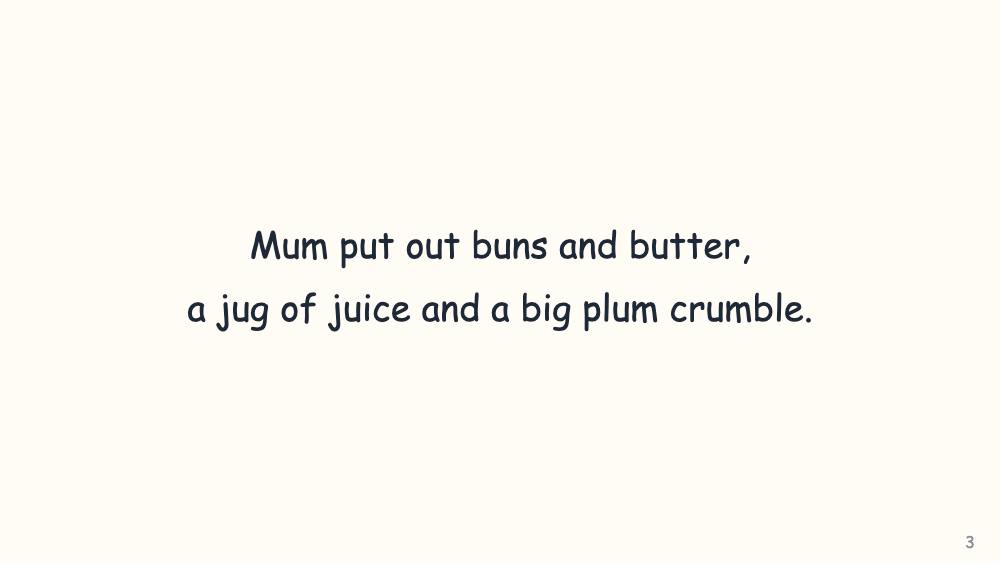 Mum put out buns and butter,
a jug of juice and a big plum crumble.
3